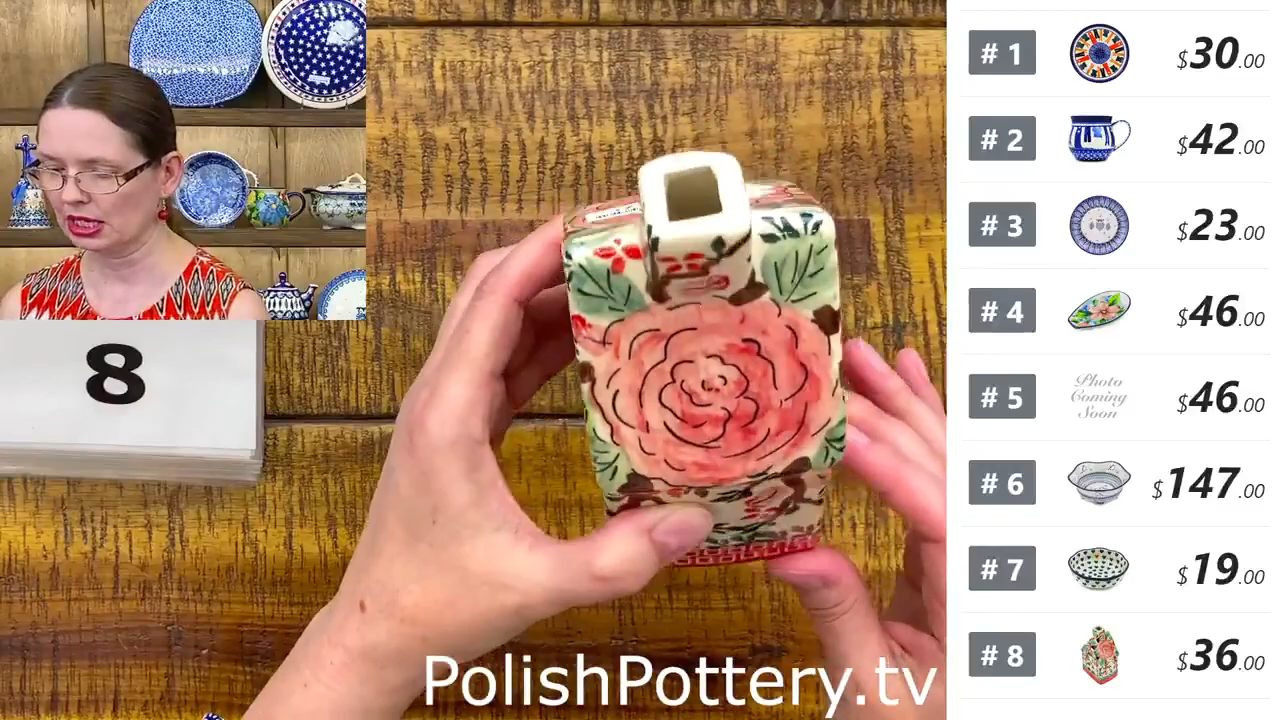 8
PolishPottery.tv
# 1 $30.00
# 2 $42.00
# 3 $23.00
# 4 $46.00
# 5 Photo
Coming
Soon $46.00
# 6 $147.00
# 7 $19.00
# 8 $36.00